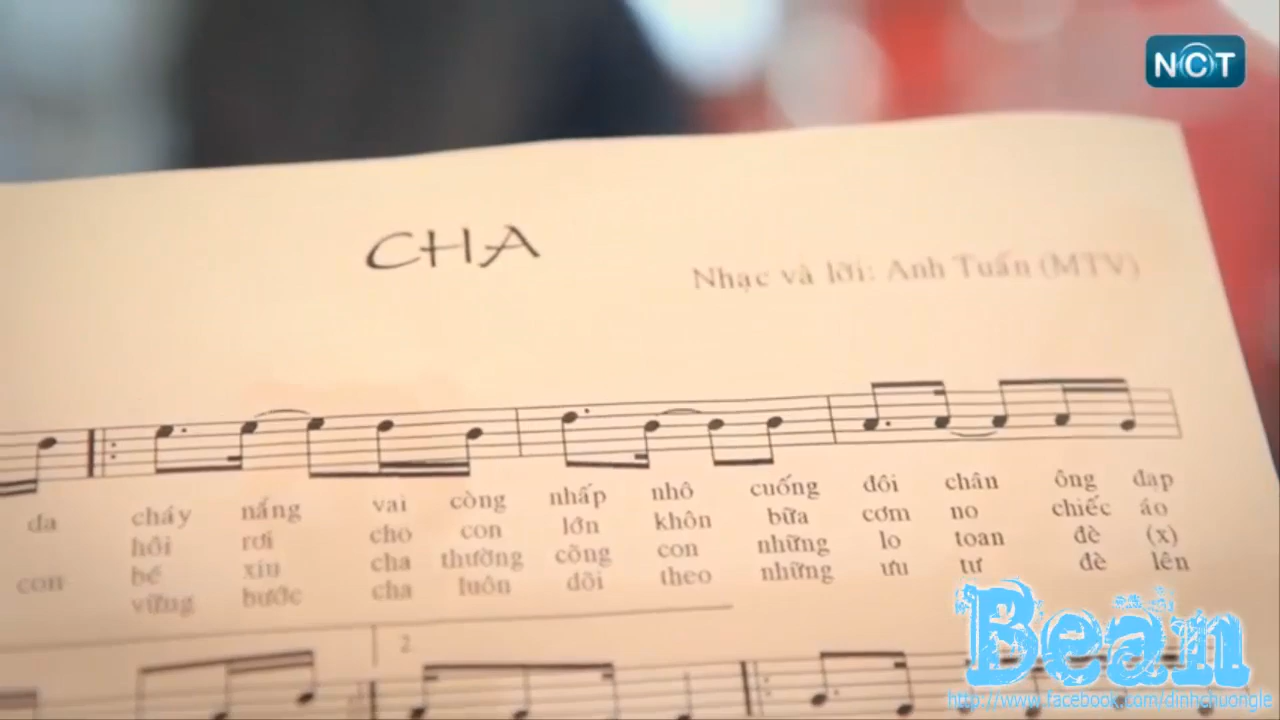 NCT
CHA
Nhạc và lời: Anh Tuấn (MTV)
da cháy nắng vai còng nhấp nhô cuống đôi chân ông đạp
hôi rơi cho con lớn khôn bữa cơm no chiếc áo
con bé xíu cha thường cõng con những lo toan đè (x)
vững bước cha luôn dõi theo những ưu tư đè lên
2.
Bean
http://www.facebook.com/dinhchuongle